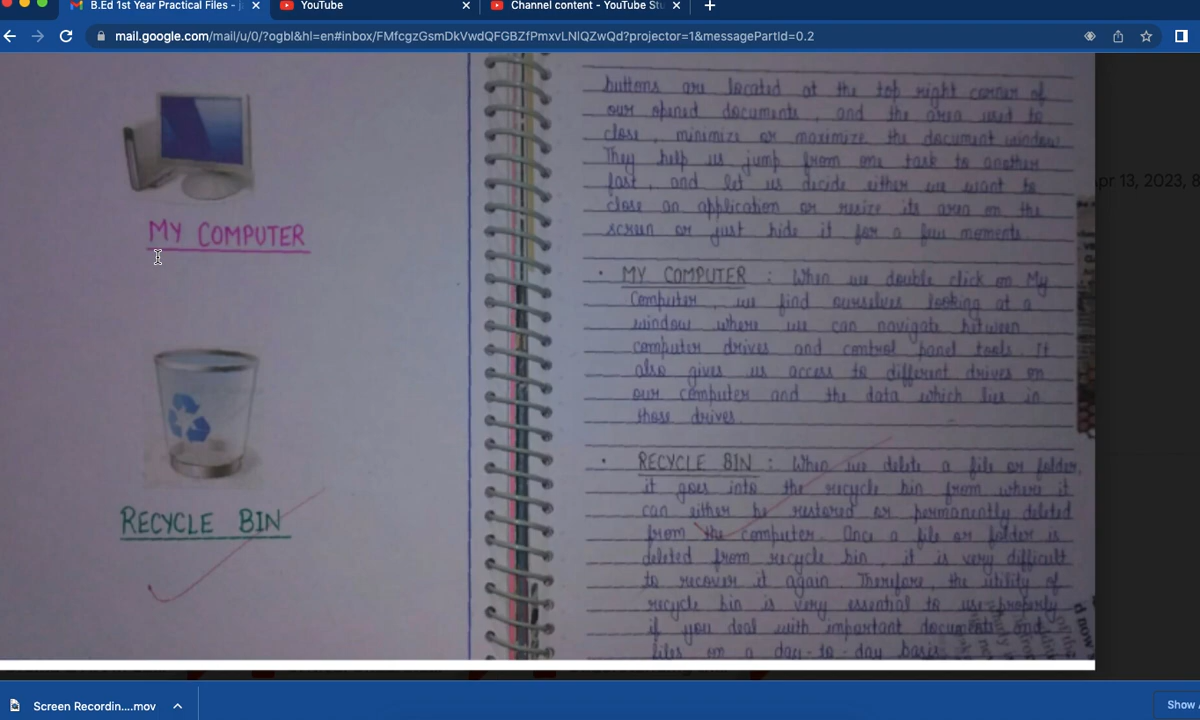 B.Ed 1st Year Practical Files -
YouTube
Channel content - YouTube Stu
mail.google.com/mail/u/0/?ogbl&hl=en#inbox/FMfcgzGsmDkVwdQFGBZfPmxvLNlQZwQd?projector=1&messagePartId=0.2
MY COMPUTER
RECYCLE BIN
buttons are located at the top right corner of
our opened documents, and the area used to
close, minimize or maximize the document window.
They help us jump from one task to another
fast, and let us decide either we want to
close an application or resize its area on the
screen or just hide it for a few moments.
• MY COMPUTER : When we double click on My
Computer, we find ourselves looking at a
window where we can navigate between
computer drives and control panel tools. It
also gives us access to different drives on
our computer and the data which lies in
those drives.
• RECYCLE BIN : When we delete a file or folder,
it goes into the recycle bin from where it
can either be restored or permanently deleted
from the computer. Once a file or folder is
deleted from recycle bin, it is very difficult
to recover it again. Therefore, the utility of
recycle bin is very essential to use properly
if you deal with important documents and
files on a day-to-day basis.
pr 13, 2023, 8
Screen Recordin....mov
Show